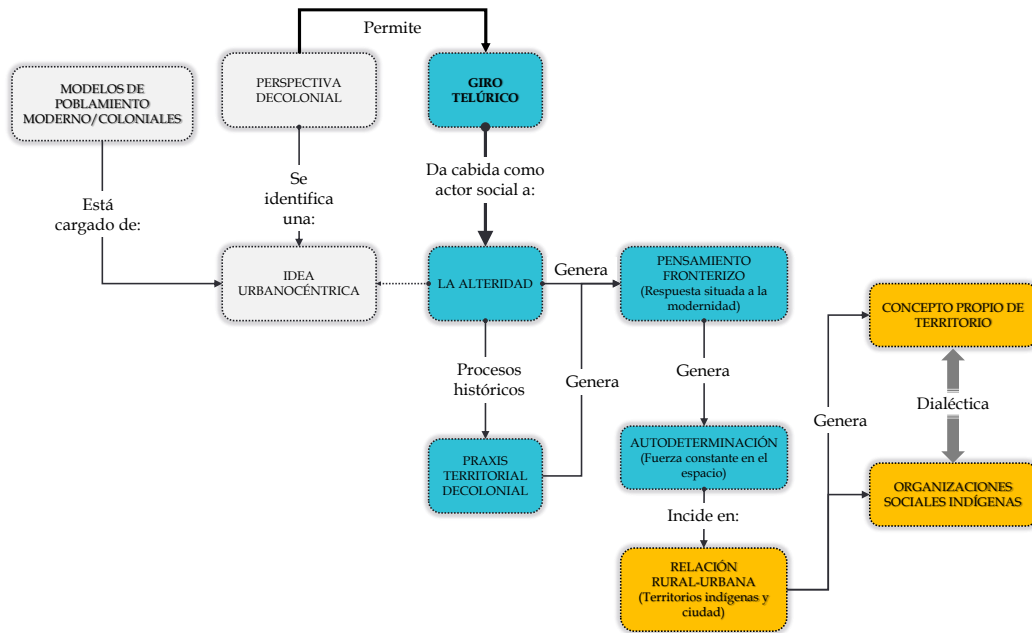 Permite
MODELOS DE
POBLAMIENTO
MODERNO/COLONIALES
PERSPECTIVA
DECOLONIAL
GIRO
TELÚRICO
Está
cargado de:
Se
identifica
una:
Da cabida como
actor social a:
IDEA
URBANOCÉNTRICA
LA ALTERIDAD
Genera
PENSAMIENTO
FRONTERIZO
(Respuesta situada a la
modernidad)
CONCEPTO PROPIO DE
TERRITORIO
Procesos
históricos
Genera
Genera
Genera
Dialéctica
PRAXIS
TERRITORIAL
DECOLONIAL
AUTODETERMINACIÓN
(Fuerza constante en el
espacio)
ORGANIZACIONES
SOCIALES INDÍGENAS
Incide en:
RELACIÓN
RURAL-URBANA
(Territorios indígenas y
ciudad)